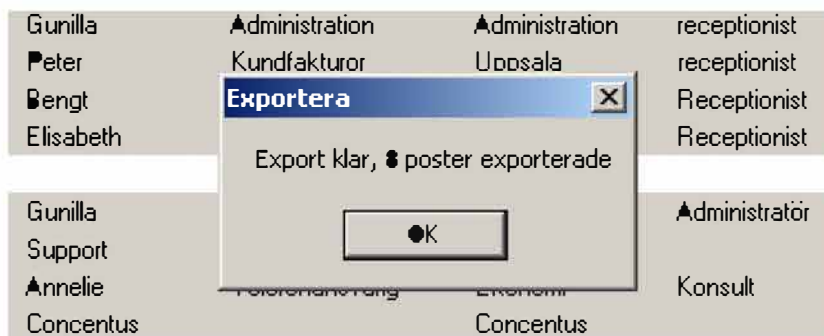 Gunilla Administration Administration receptionist
Peter Kundfakturor Uppsala receptionist
Bengt Receptionist
Elisabeth Receptionist
Exportera
Export klar, 8 poster exporterade
OK
Gunilla Administratör
Support
Annelie Konsult
Concentus Concentus